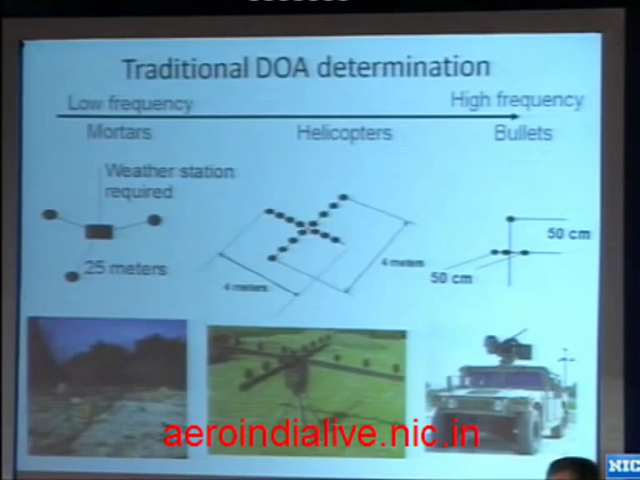 Traditional DOA determination
Low frequency
High frequency
Mortars
Helicopters
Bullets
Weather station
required
25 meters
4 meters
4 meters
50 cm
50 cm
aeroindialive.nic.in
NIC